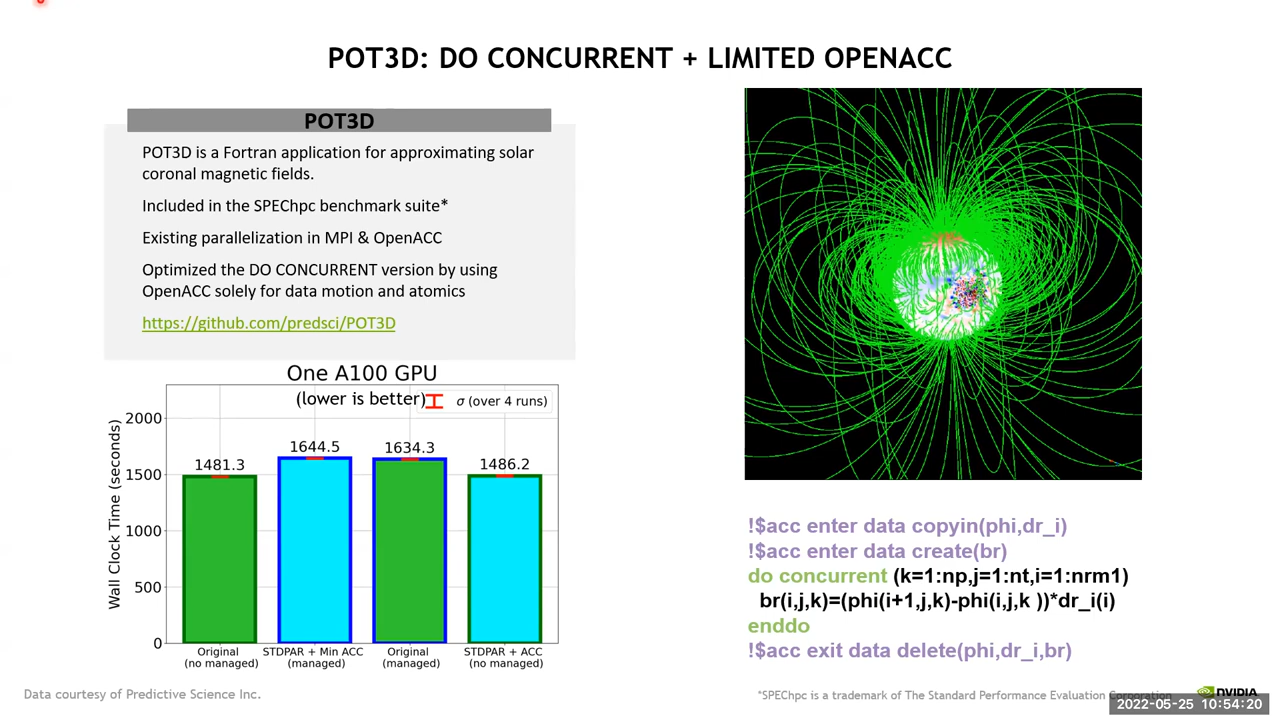 POT3D: DO CONCURRENT + LIMITED OPENACC
POT3D
POT3D is a Fortran application for approximating solar
coronal magnetic fields.
Included in the SPEChpc benchmark suite*
Existing parallelization in MPI & OpenACC
Optimized the DO CONCURRENT version by using
OpenACC solely for data motion and atomics
https://github.com/predsci/POT3D
One A100 GPU
(lower is better)
σ (over 4 runs)
Wall Clock Time (seconds)
2000
1500
1000
500
0
1481.3
1644.5
1634.3
1486.2
Original
(no managed)
STDPAR + Min ACC
(managed)
Original
(managed)
STDPAR + ACC
(no managed)
!$acc enter data copyin(phi,dr_i)
!$acc enter data create(br)
do concurrent (k=1:np,j=1:nt,i=1:nrm1)
br(i,j,k)=(phi(i+1,j,k)-phi(i,j,k ))*dr_i(i)
enddo
!$acc exit data delete(phi,dr_i,br)
Data courtesy of Predictive Science Inc.
*SPEChpc is a trademark of The Standard Performance Evaluation Corporation
NVIDIA
2022-05-25 10:54:20